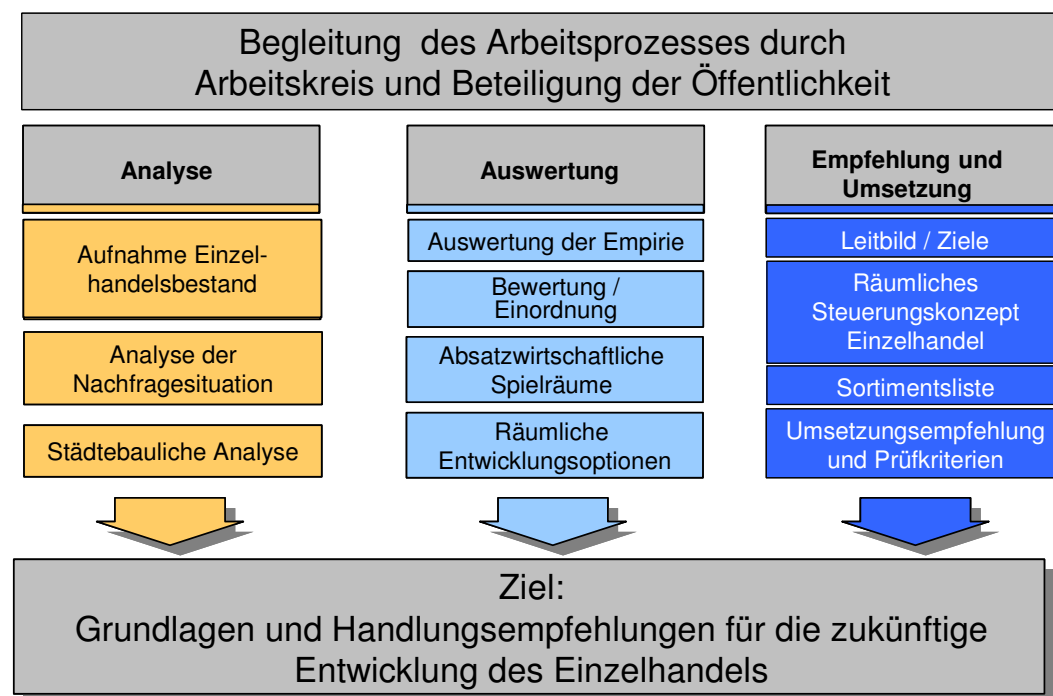 Begleitung des Arbeitsprozesses durch
Arbeitskreis und Beteiligung der Öffentlichkeit
Analyse
Aufnahme Einzel-
handelsbestand
Analyse der
Nachfragesituation
Städtebauliche Analyse
Auswertung
Auswertung der Empirie
Bewertung /
Einordnung
Absatzwirtschaftliche
Spielräume
Räumliche
Entwicklungsoptionen
Empfehlung und
Umsetzung
Leitbild / Ziele
Räumliches
Steuerungskonzept
Einzelhandel
Sortimentsliste
Umsetzungsempfehlung
und Prüfkriterien
Ziel:
Grundlagen und Handlungsempfehlungen für die zukünftige
Entwicklung des Einzelhandels